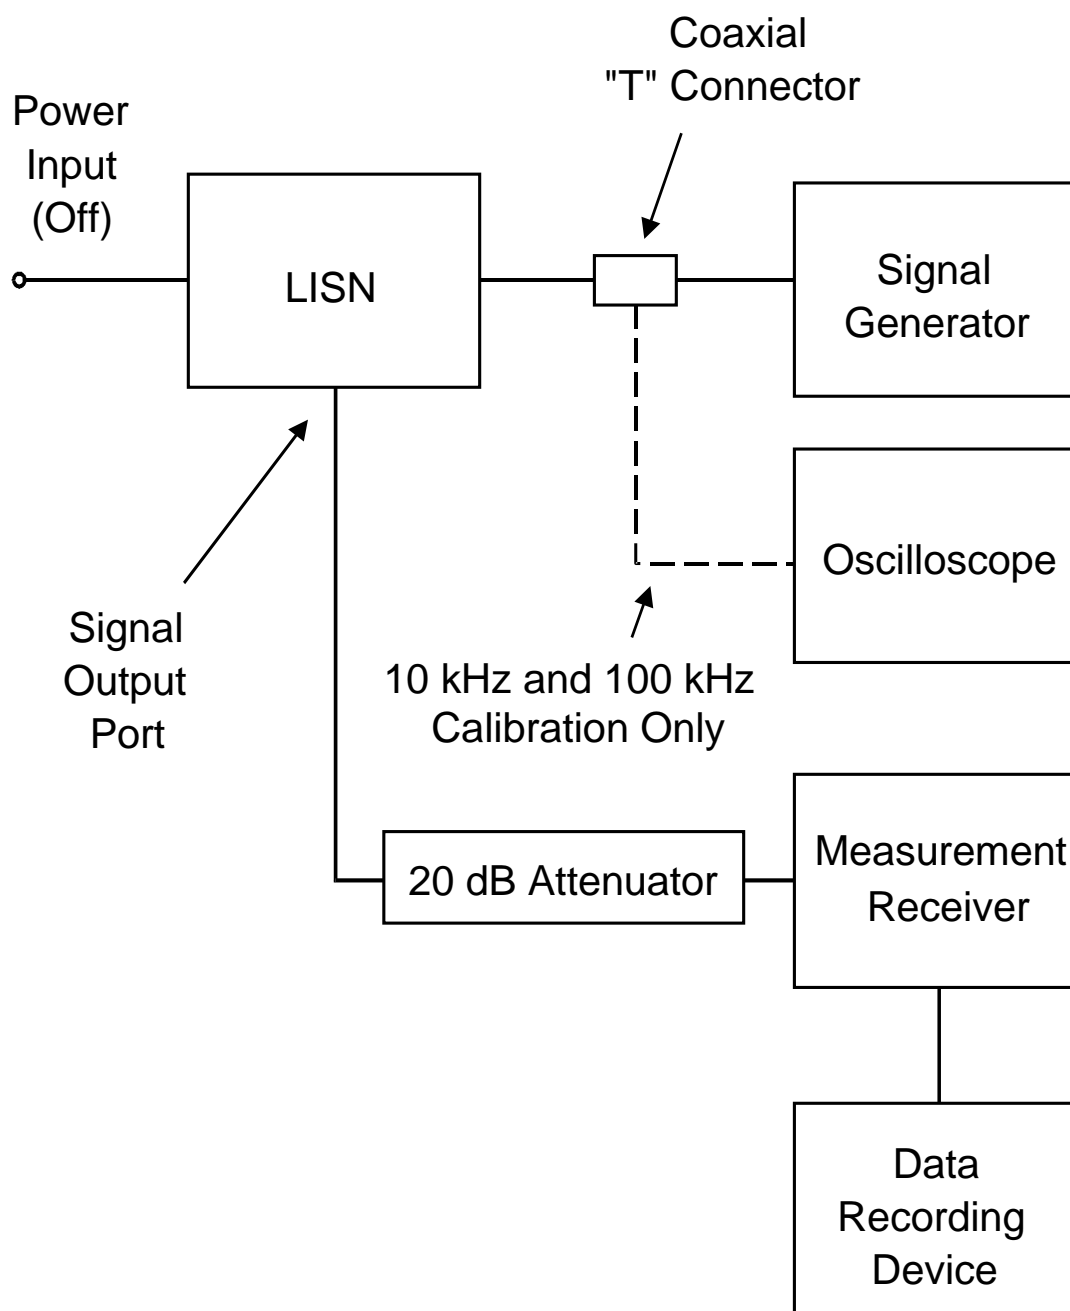 Coaxial
"T" Connector
Power
Input
(Off)
LISN
Signal
Generator
Oscilloscope
Signal
Output
Port
10 kHz and 100 kHz
Calibration Only
20 dB Attenuator
Measurement
Receiver
Data
Recording
Device